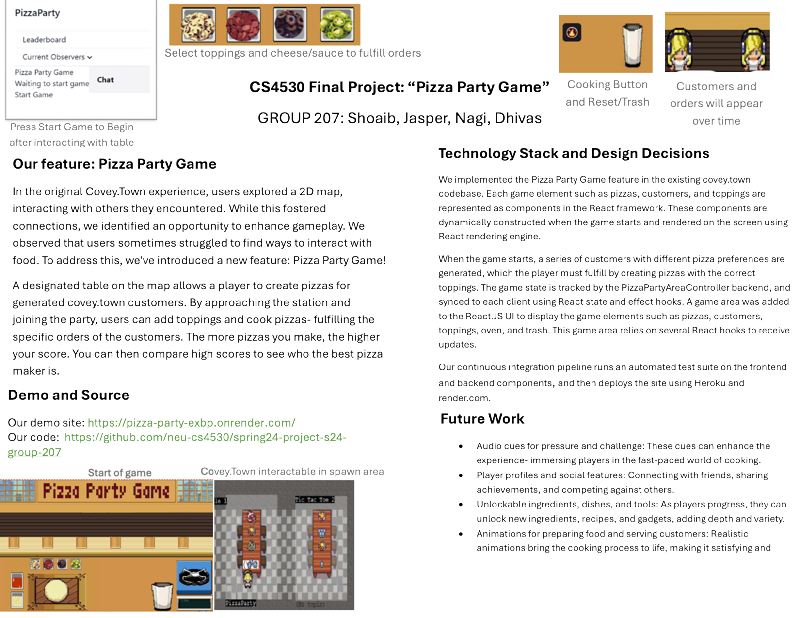 PizzaParty
Leaderboard
Current Observers
Pizza Party Game
Waiting to start game
Start Game
Chat
Press Start Game to Begin
after interacting with table
Select toppings and cheese/sauce to fulfill orders
CS4530 Final Project: “Pizza Party Game”
GROUP 207: Shoaib, Jasper, Nagi, Dhivas
Cooking Button
and Reset/Trash
Customers and
orders will appear
over time
Our feature: Pizza Party Game
In the original Covey.Town experience, users explored a 2D map,
interacting with others they encountered. While this fostered
connections, we identified an opportunity to enhance gameplay. We
observed that users sometimes struggled to find ways to interact with
food. To address this, we've introduced a new feature: Pizza Party Game!
A designated table on the map allows a player to create pizzas for
generated covey.town customers. By approaching the station and
joining the party, users can add toppings and cook pizzas- fulfilling the
specific orders of the customers. The more pizzas you make, the higher
your score. You can then compare high scores to see who the best pizza
maker is.
Demo and Source
Our demo site: https://pizza-party-exbp.onrender.com/
Our code: https://github.com/neu-cs4530/spring24-project-s24-
group-207
Start of game
Covey.Town interactable in spawn area
Pizza Party Game
Tic Tac Toe 2
PizzaParty
Technology Stack and Design Decisions
We implemented the Pizza Party Game feature in the existing covey.town
codebase. Each game element such as pizzas, customers, and toppings are
represented as components in the React framework. These components are
dynamically constructed when the game starts and rendered on the screen using
React rendering engine.
When the game starts, a series of customers with different pizza preferences are
generated, which the player must fulfill by creating pizzas with the correct
toppings. The game state is tracked by the PizzaPartyAreaController backend, and
synced to each client using React state and effect hooks. A game area was added
to the React.JS UI to display the game elements such as pizzas, customers,
toppings, oven, and trash. This game area relies on several React hooks to receive
updates.
Our continuous integration pipeline runs an automated test suite on the frontend
and backend components, and then deploys the site using Heroku and
render.com.
Future Work
• Audio cues for pressure and challenge: These cues can enhance the
experience- immersing players in the fast-paced world of cooking.
• Player profiles and social features: Connecting with friends, sharing
achievements, and competing against others.
• Unlockable ingredients, dishes, and tools: As players progress, they can
unlock new ingredients, recipes, and gadgets, adding depth and variety.
• Animations for preparing food and serving customers: Realistic
animations bring the cooking process to life, making it satisfying and